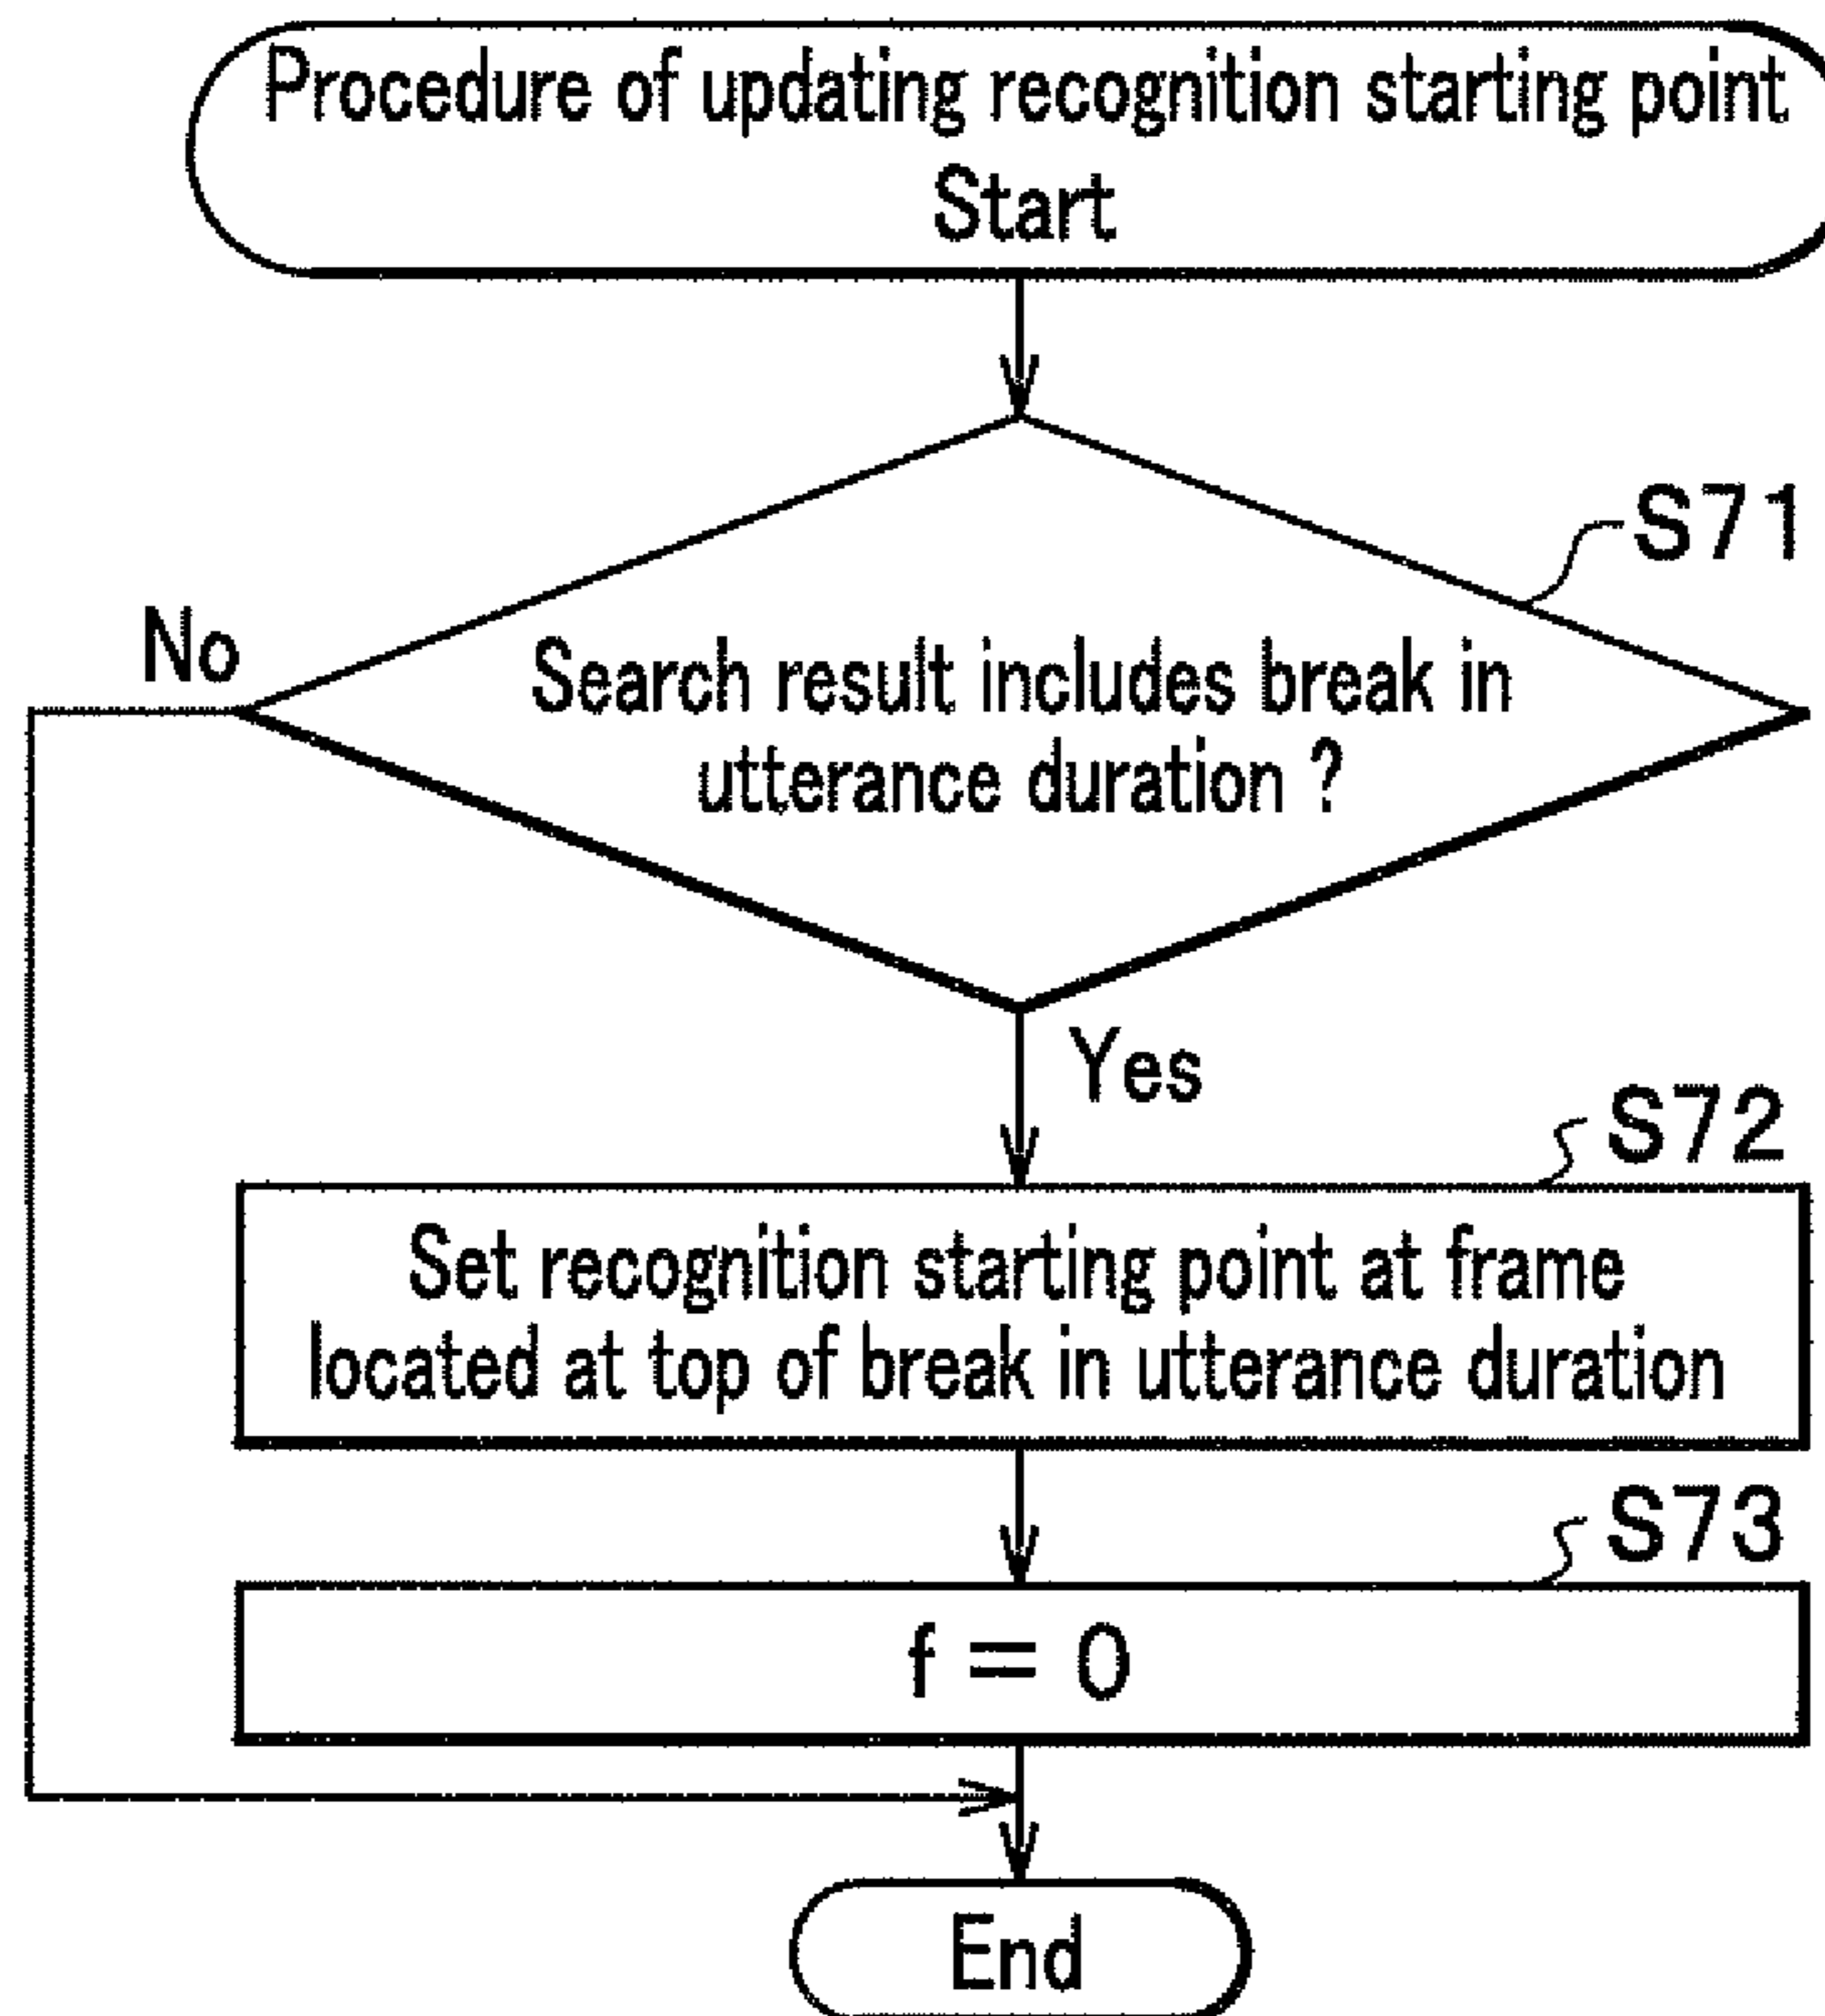 Procedure of updating recognition starting point
Start
S71
No
Search result includes break in
utterance duration ?
Yes
S72
Set recognition starting point at frame
located at top of break in utterance duration
S73
f = 0
End